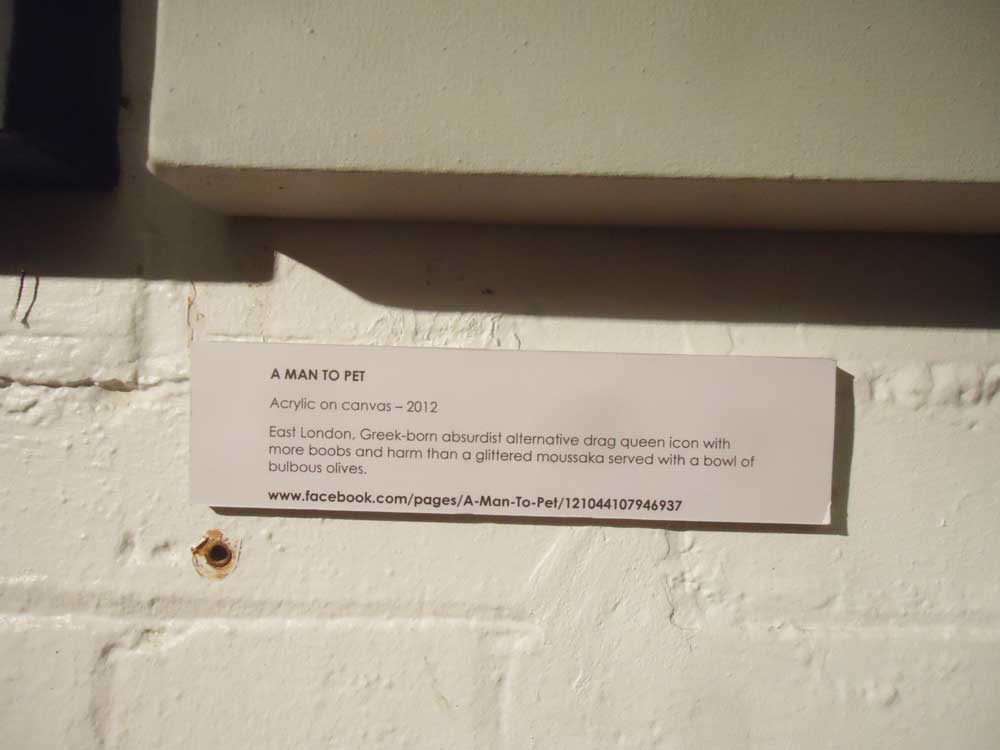 A MAN TO PET
Acrylic on canvas – 2012
East London, Greek-born absurdist alternative drag queen icon with
more boobs and harm than a glittered moussaka served with a bowl of
bulbous olives.
www.facebook.com/pages/A-Man-To-Pet/121044107946937